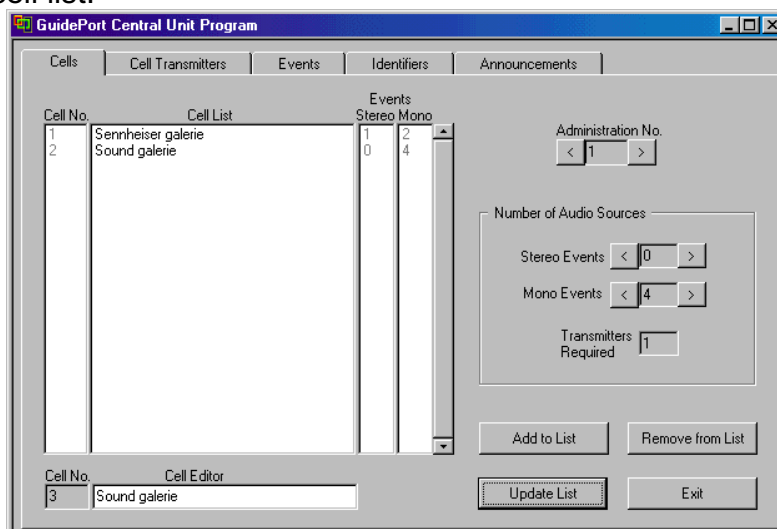 cell list.
GuidePort Central Unit Program
Cells Cell Transmitters Events Identifiers Announcements
Events
Cell No. Cell List Stereo Mono
1 Sennheiser galerie 1 2
2 Sound galerie 0 4
Administration No.
< 1 >
Number of Audio Sources
Stereo Events < 0 >
Mono Events < 4 >
Transmitters Required 1
Add to List Remove from List
Cell No. Cell Editor
3 Sound galerie
Update List Exit